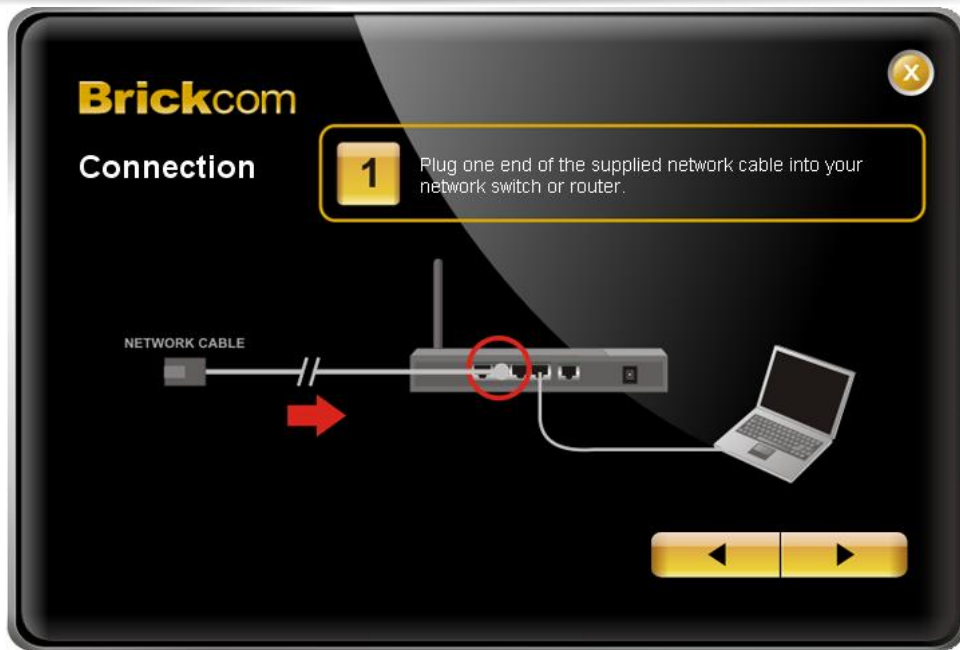 Brickcom
X
Connection
1
Plug one end of the supplied network cable into your
network switch or router.
NETWORK CABLE